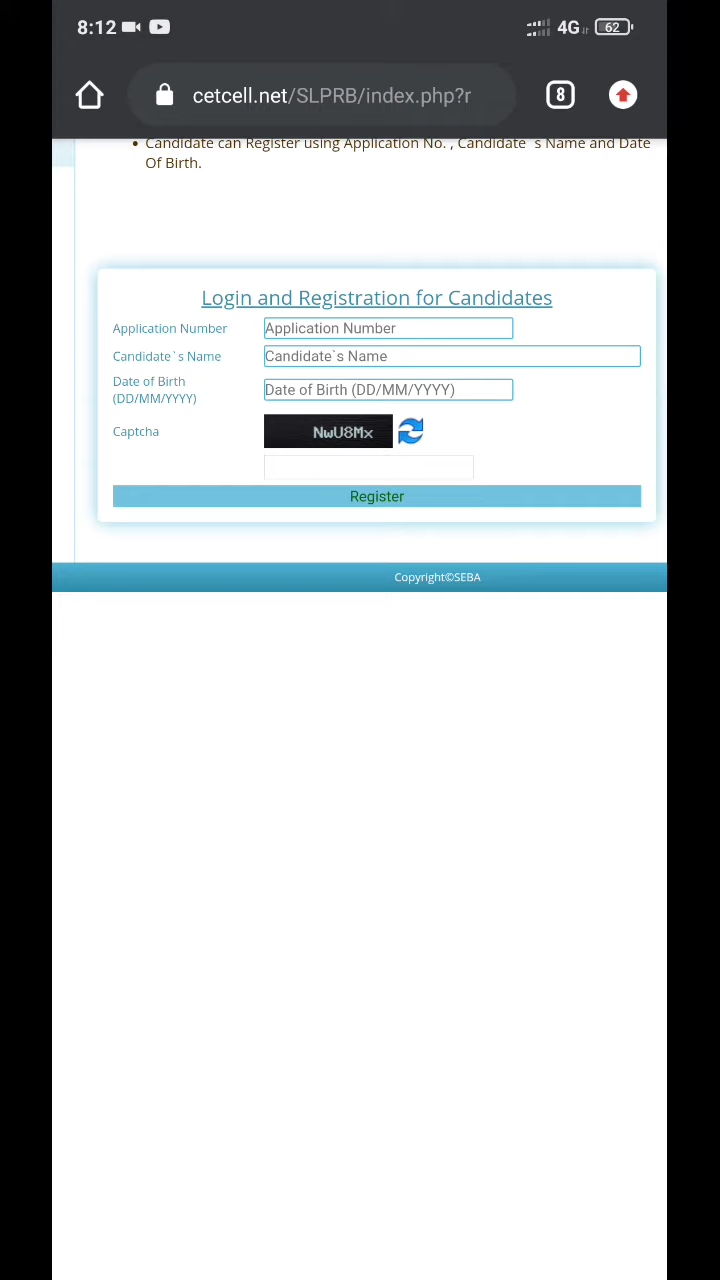 8:12
4G
62
cetcell.net/SLPRB/index.php?r
8
Candidate can Register using Application No. , Candidate`s Name and Date
Of Birth.
Login and Registration for Candidates
Application Number
Application Number
Candidate`s Name
Candidate`s Name
Date of Birth
(DD/MM/YYYY)
Date of Birth (DD/MM/YYYY)
Captcha
NwU8Mx
Register
Copyright©SEBA